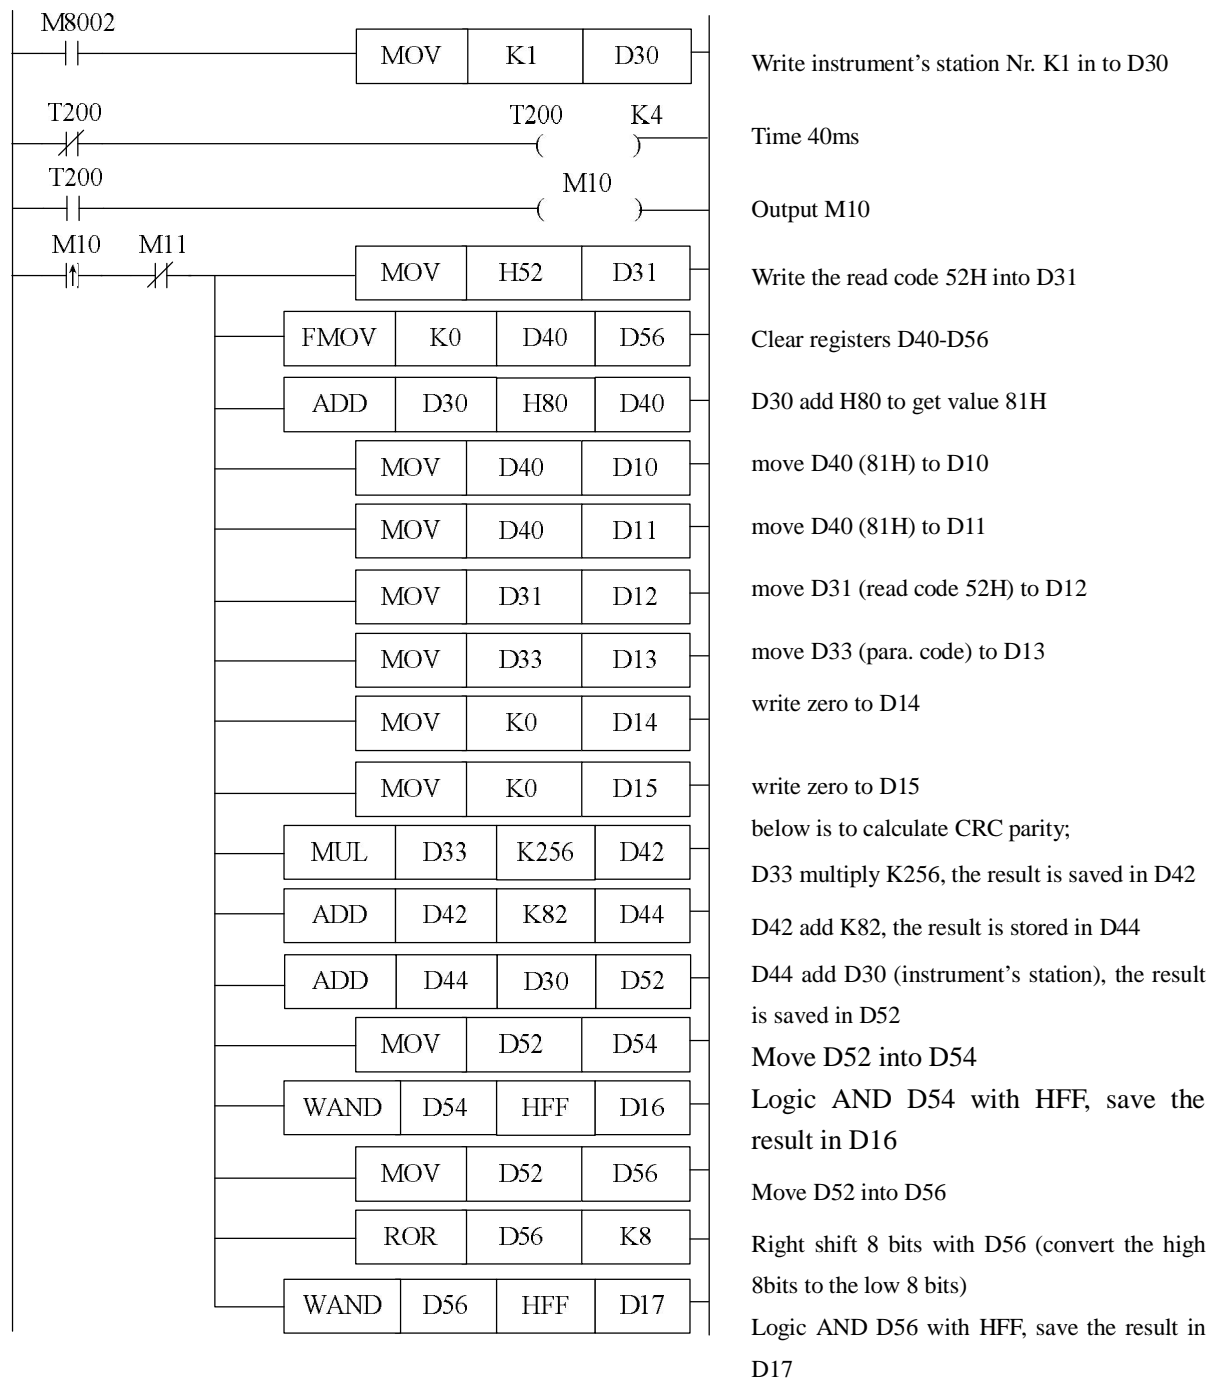 M8002
MOV K1 D30
Write instrument's station Nr. K1 in to D30
T200 T200 K4
Time 40ms
T200 M10
Output M10
M10 M11
MOV H52 D31
Write the read code 52H into D31
FMOV K0 D40 D56
Clear registers D40-D56
ADD D30 H80 D40
D30 add H80 to get value 81H
MOV D40 D10
move D40 (81H) to D10
MOV D40 D11
move D40 (81H) to D11
MOV D31 D12
move D31 (read code 52H) to D12
MOV D33 D13
move D33 (para. code) to D13
MOV K0 D14
write zero to D14
MOV K0 D15
write zero to D15
below is to calculate CRC parity;
MUL D33 K256 D42
D33 multiply K256, the result is saved in D42
ADD D42 K82 D44
D42 add K82, the result is stored in D44
ADD D44 D30 D52
D44 add D30 (instrument's station), the result
is saved in D52
MOV D52 D54
Move D52 into D54
WAND D54 HFF D16
Logic AND D54 with HFF, save the
result in D16
MOV D52 D56
Move D52 into D56
ROR D56 K8
Right shift 8 bits with D56 (convert the high
8bits to the low 8 bits)
WAND D56 HFF D17
Logic AND D56 with HFF, save the result in
D17